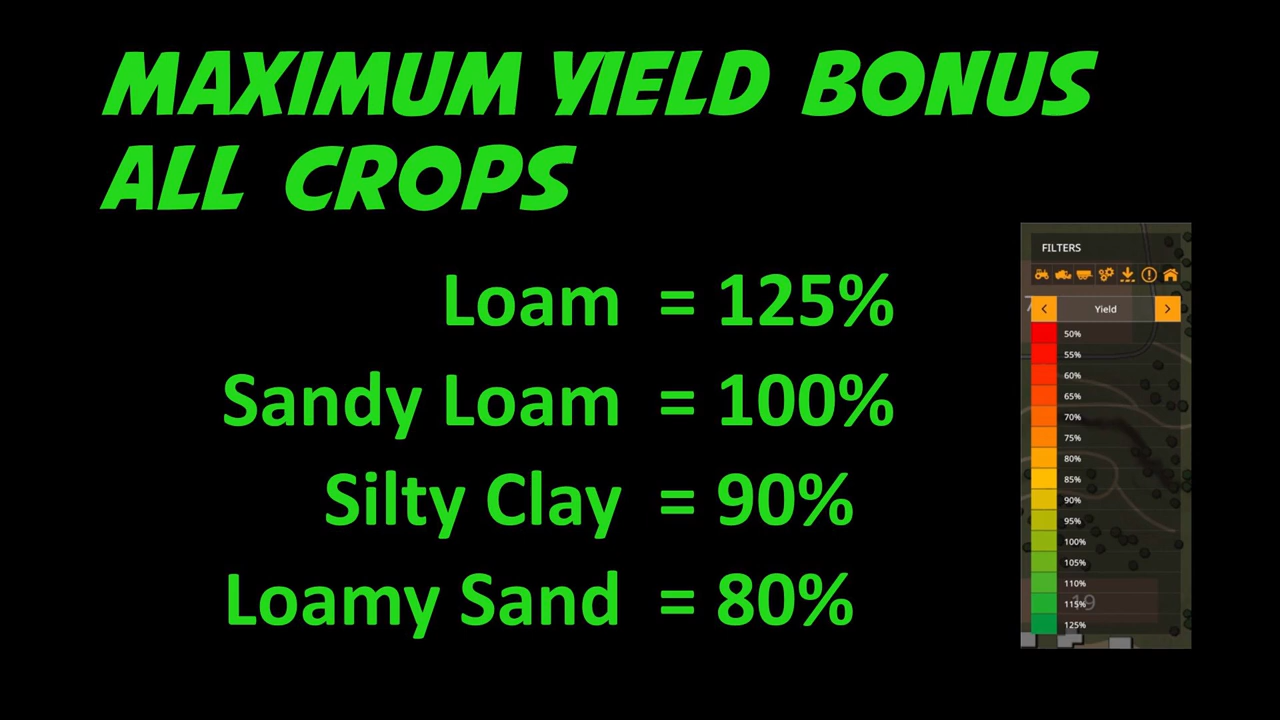 MAXIMUM YIELD BONUS
ALL CROPS
Loam = 125%
Sandy Loam = 100%
Silty Clay = 90%
Loamy Sand = 80%
FILTERS
Yield
50%
55%
60%
65%
70%
75%
80%
85%
90%
95%
100%
105%
110%
115%
19
125%